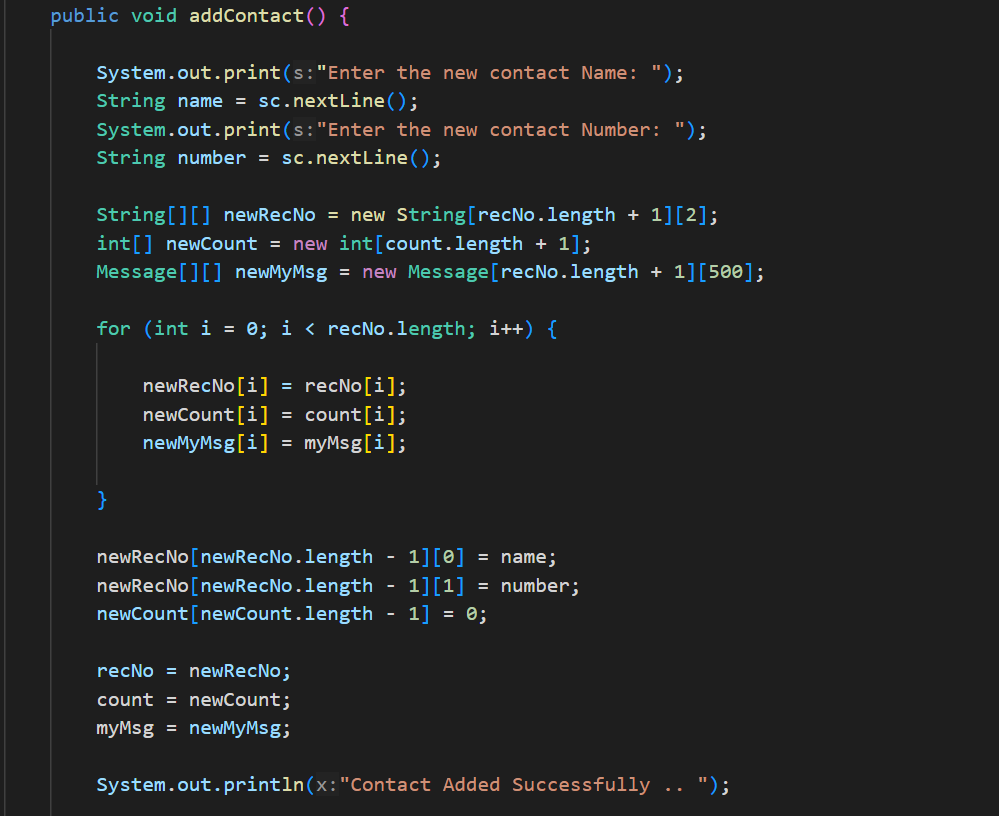 public void addContact() {
System.out.print(s:"Enter the new contact Name: ");
String name = sc.nextLine();
System.out.print(s:"Enter the new contact Number: ");
String number = sc.nextLine();
String[][] newRecNo = new String[recNo.length + 1][2];
int[] newCount = new int[count.length + 1];
Message[][] newMyMsg = new Message[recNo.length + 1][500];
for (int i = 0; i < recNo.length; i++) {
newRecNo[i] = recNo[i];
newCount[i] = count[i];
newMyMsg[i] = myMsg[i];
}
newRecNo[newRecNo.length - 1][0] = name;
newRecNo[newRecNo.length - 1][1] = number;
newCount[newCount.length - 1] = 0;
recNo = newRecNo;
count = newCount;
myMsg = newMyMsg;
System.out.println(x:"Contact Added Successfully .. ");